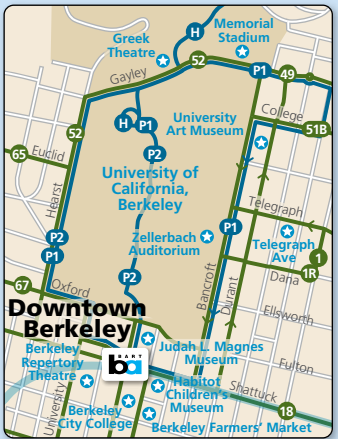 H
Memorial
Stadium
Greek
Theatre
52
P1
49
Gayley
College
H
P1
University
Art Museum
51B
52
P2
65
Euclid
University of
California,
Berkeley
Hearst
Telegraph
P2
P1
Zellerbach
Auditorium
P1
Telegraph
Ave
1
1R
Dana
67
Oxford
P2
Bancroft
Durant
Ellsworth
Downtown
Berkeley
Berkeley
Repertory
Theatre
BART
ba
Judah L. Magnes
Museum
Fulton
Habitot
Children's
Museum
Shattuck
University
Berkeley
City College
18
Berkeley Farmers' Market